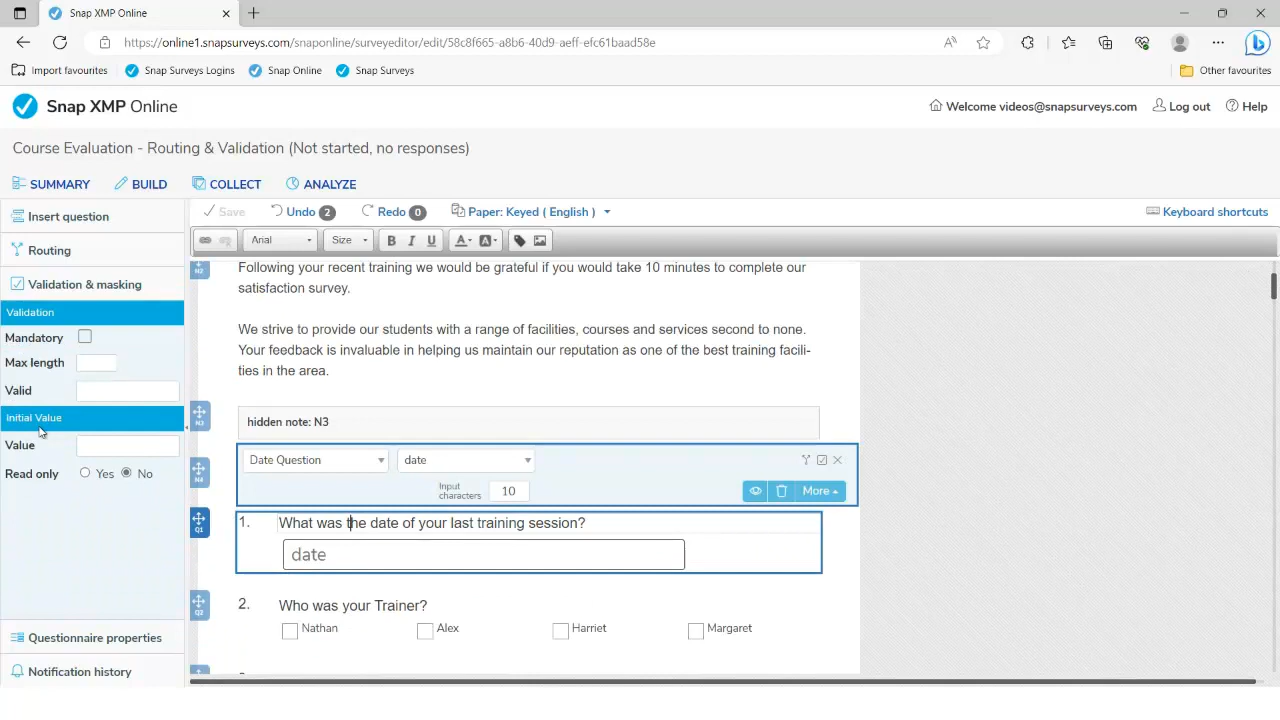 Snap XMP Online
https://online1.snapsurveys.com/snaponline/surveyeditor/edit/58c8f665-a8b6-40d9-aeff-efc61baad58e
Import favourites
Snap Surveys Logins
Snap Online
Snap Surveys
Other favourites
Snap XMP Online
Welcome videos@snapsurveys.com
Log out
Help
Course Evaluation - Routing & Validation (Not started, no responses)
SUMMARY
BUILD
COLLECT
ANALYZE
Insert question
Routing
Validation & masking
Validation
Mandatory
Max length
Valid
Initial Value
Value
Read only Yes No
Questionnaire properties
Notification history
Save
Undo 2
Redo 0
Paper: Keyed ( English )
Keyboard shortcuts
Arial
Size
B I U A A
N2
Following your recent training we would be grateful if you would take 10 minutes to complete our
satisfaction survey.
We strive to provide our students with a range of facilities, courses and services second to none.
Your feedback is invaluable in helping us maintain our reputation as one of the best training facili-
ties in the area.
N3
hidden note: N3
N4
Date Question
date
Input
characters
10
More
Q1
1. What was the date of your last training session?
date
Q2
2. Who was your Trainer?
Nathan
Alex
Harriet
Margaret